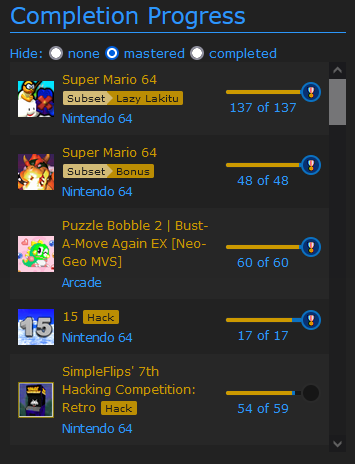 Completion Progress
Hide: none mastered completed
Super Mario 64
Subset Lazy Lakitu
Nintendo 64
137 of 137
Super Mario 64
Subset Bonus
Nintendo 64
48 of 48
Puzzle Bobble 2 | Bust-
A-Move Again EX [Neo-
Geo MVS]
Arcade
60 of 60
15
15 Hack
Nintendo 64
17 of 17
SimpleFlips' 7th
Hacking Competition:
Retro Hack
Nintendo 64
54 of 59